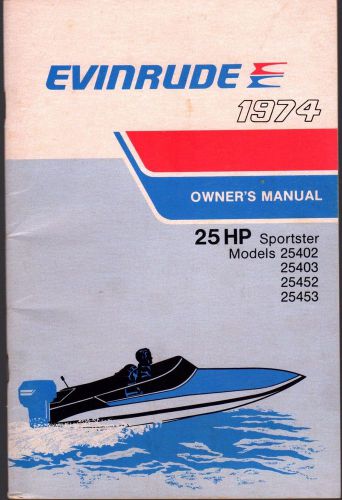 EVINRUDE
1974
OWNER'S MANUAL
25 HP Sportster
Models 25402
25403
25452
25453